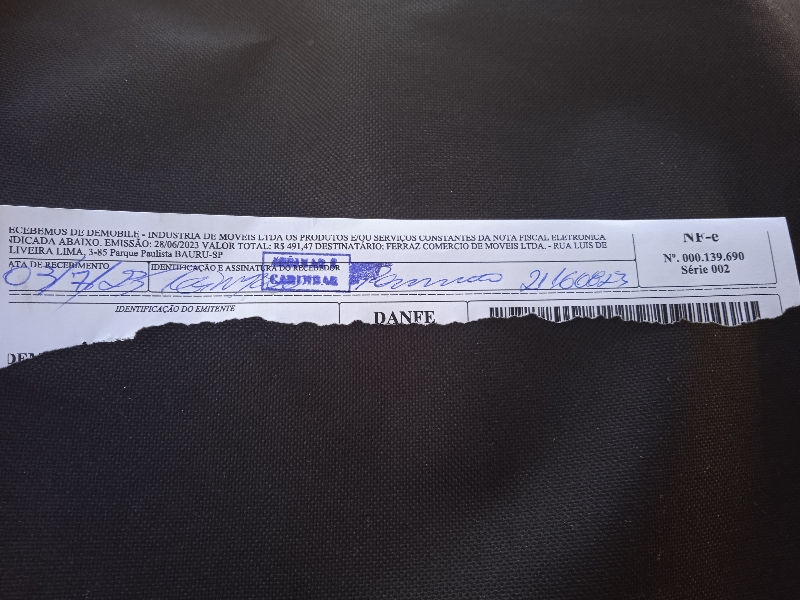 ECEBEMOS DE DEMOBILE - INDUSTRIA DE MOVEIS LTDA OS PRODUTOS E/OU SERVIÇOS CONSTANTES DA NOTA FISCAL ELETRONICA
NDICADA ABAIXO. EMISSÃO: 28/06/2023 VALOR TOTAL: R$ 491,47 DESTINATÁRIO: FERRAZ COMERCIO DE MOVEIS LTDA. - RUA LUIS DE
LIVEIRA LIMA, 3-85 Parque Paulista BAURU-SP
NF-e
Nº. 000.139.690
Série 002
ATA DE RECEBIMENTO
IDENTIFICAÇÃO E ASSINATURA DO RECEBEDOR
03/7/23
ASSINAR E
CARIMBAR
IDENTIFICAÇÃO DO EMITENTE
DANFE
DEM